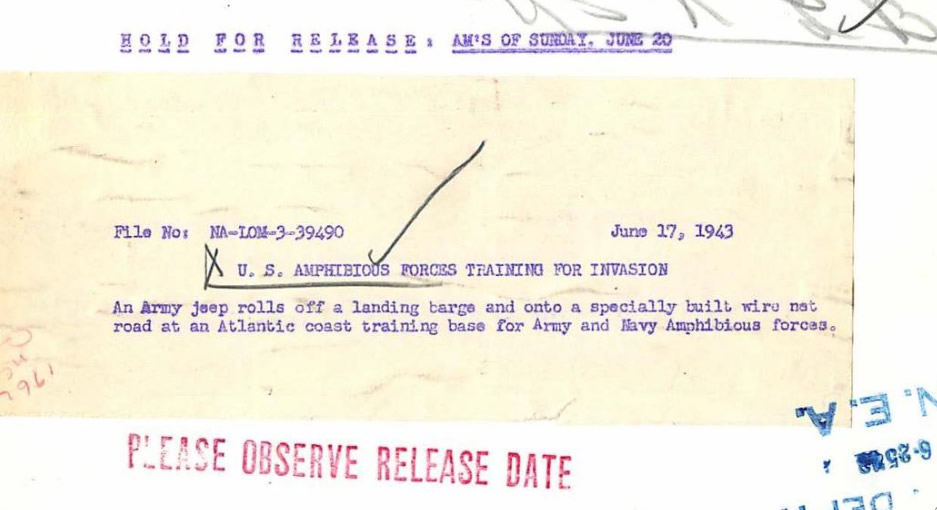 HOLD FOR RELEASE: AM'S OF SUNDAY, JUNE 20
File No: NA-LOM-3-39490 June 17, 1943
X U. S. AMPHIBIOUS FORCES TRAINING FOR INVASION
An Army jeep rolls off a landing barge and onto a specially built wire net
road at an Atlantic coast training base for Army and Navy Amphibious forces.
PLEASE OBSERVE RELEASE DATE
N. E. A.